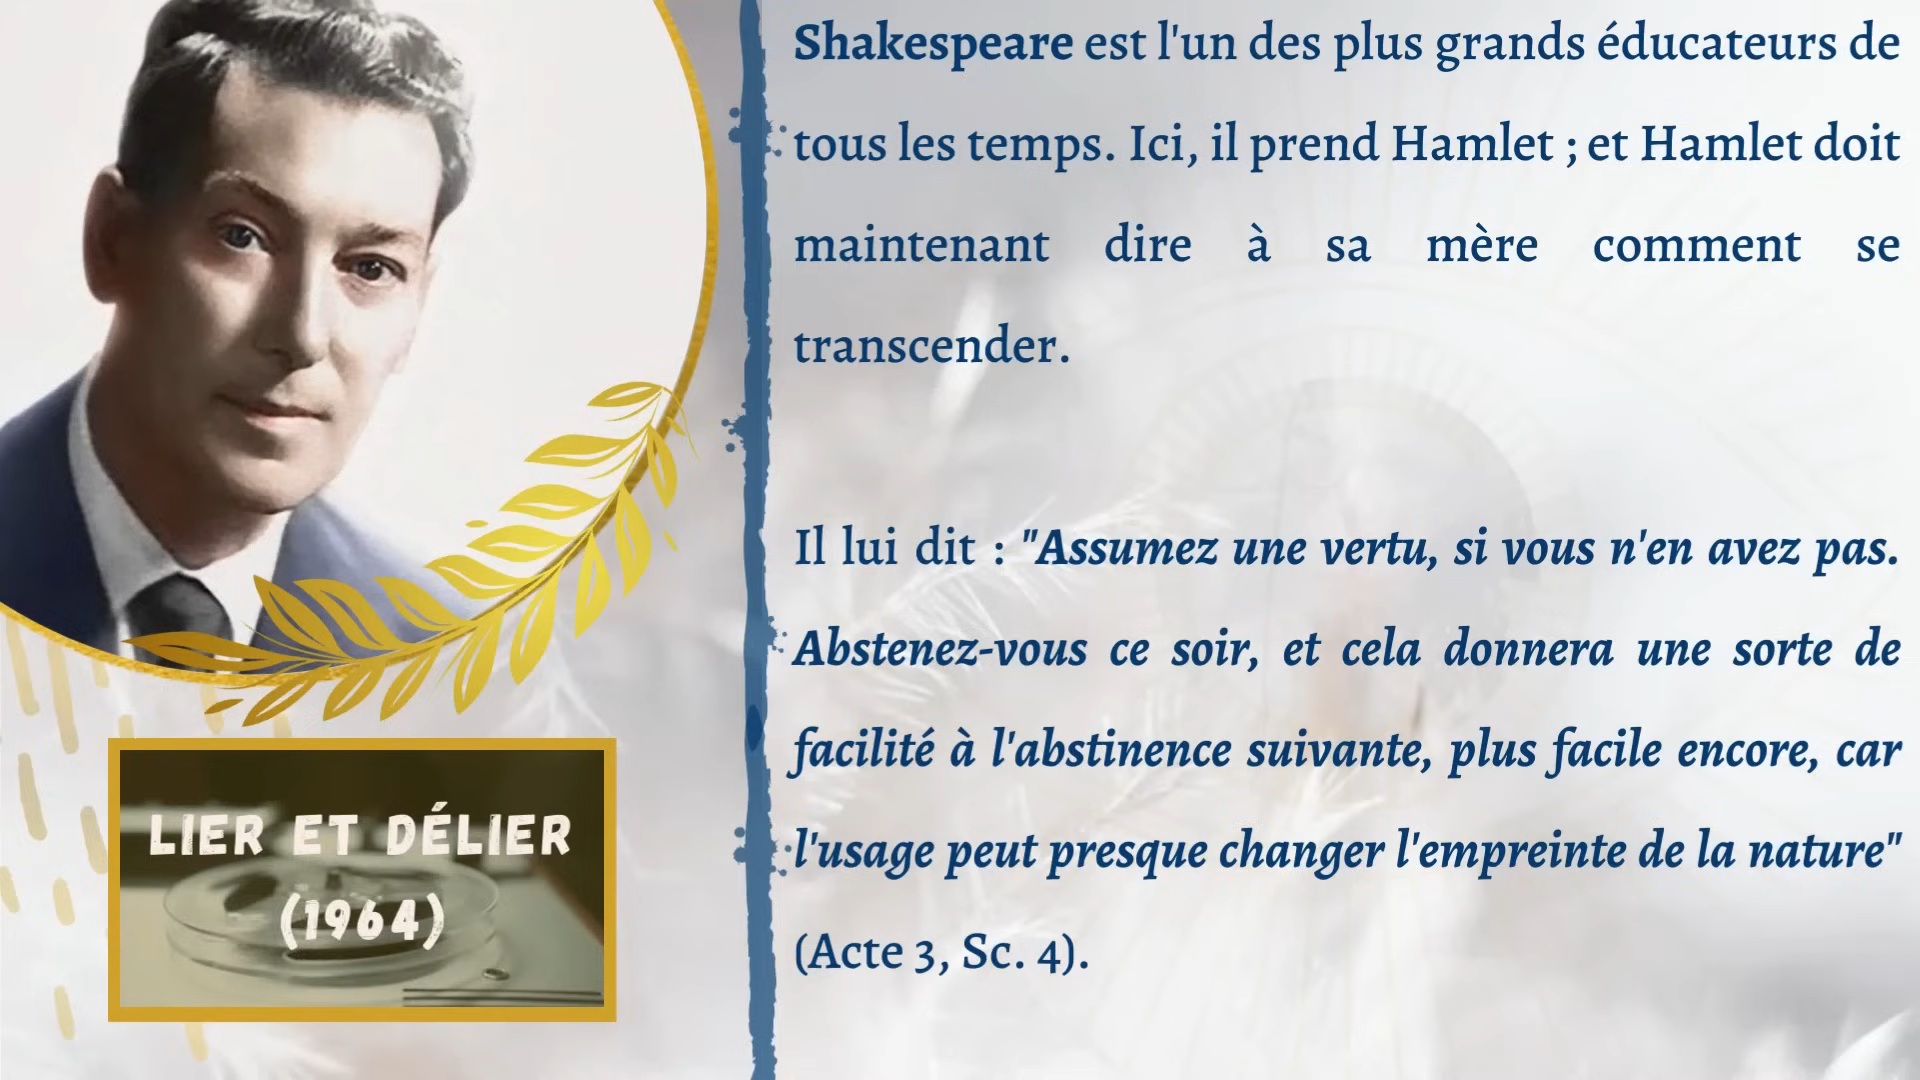 Shakespeare est l'un des plus grands éducateurs de
tous les temps. Ici, il prend Hamlet ; et Hamlet doit
maintenant dire à sa mère comment se
transcender.
Il lui dit : "Assumez une vertu, si vous n'en avez pas.
Abstenez-vous ce soir, et cela donnera une sorte de
facilité à l'abstinence suivante, plus facile encore, car
l'usage peut presque changer l'empreinte de la nature"
(Acte 3, Sc. 4).
LIER ET DÉLIER
(1964)